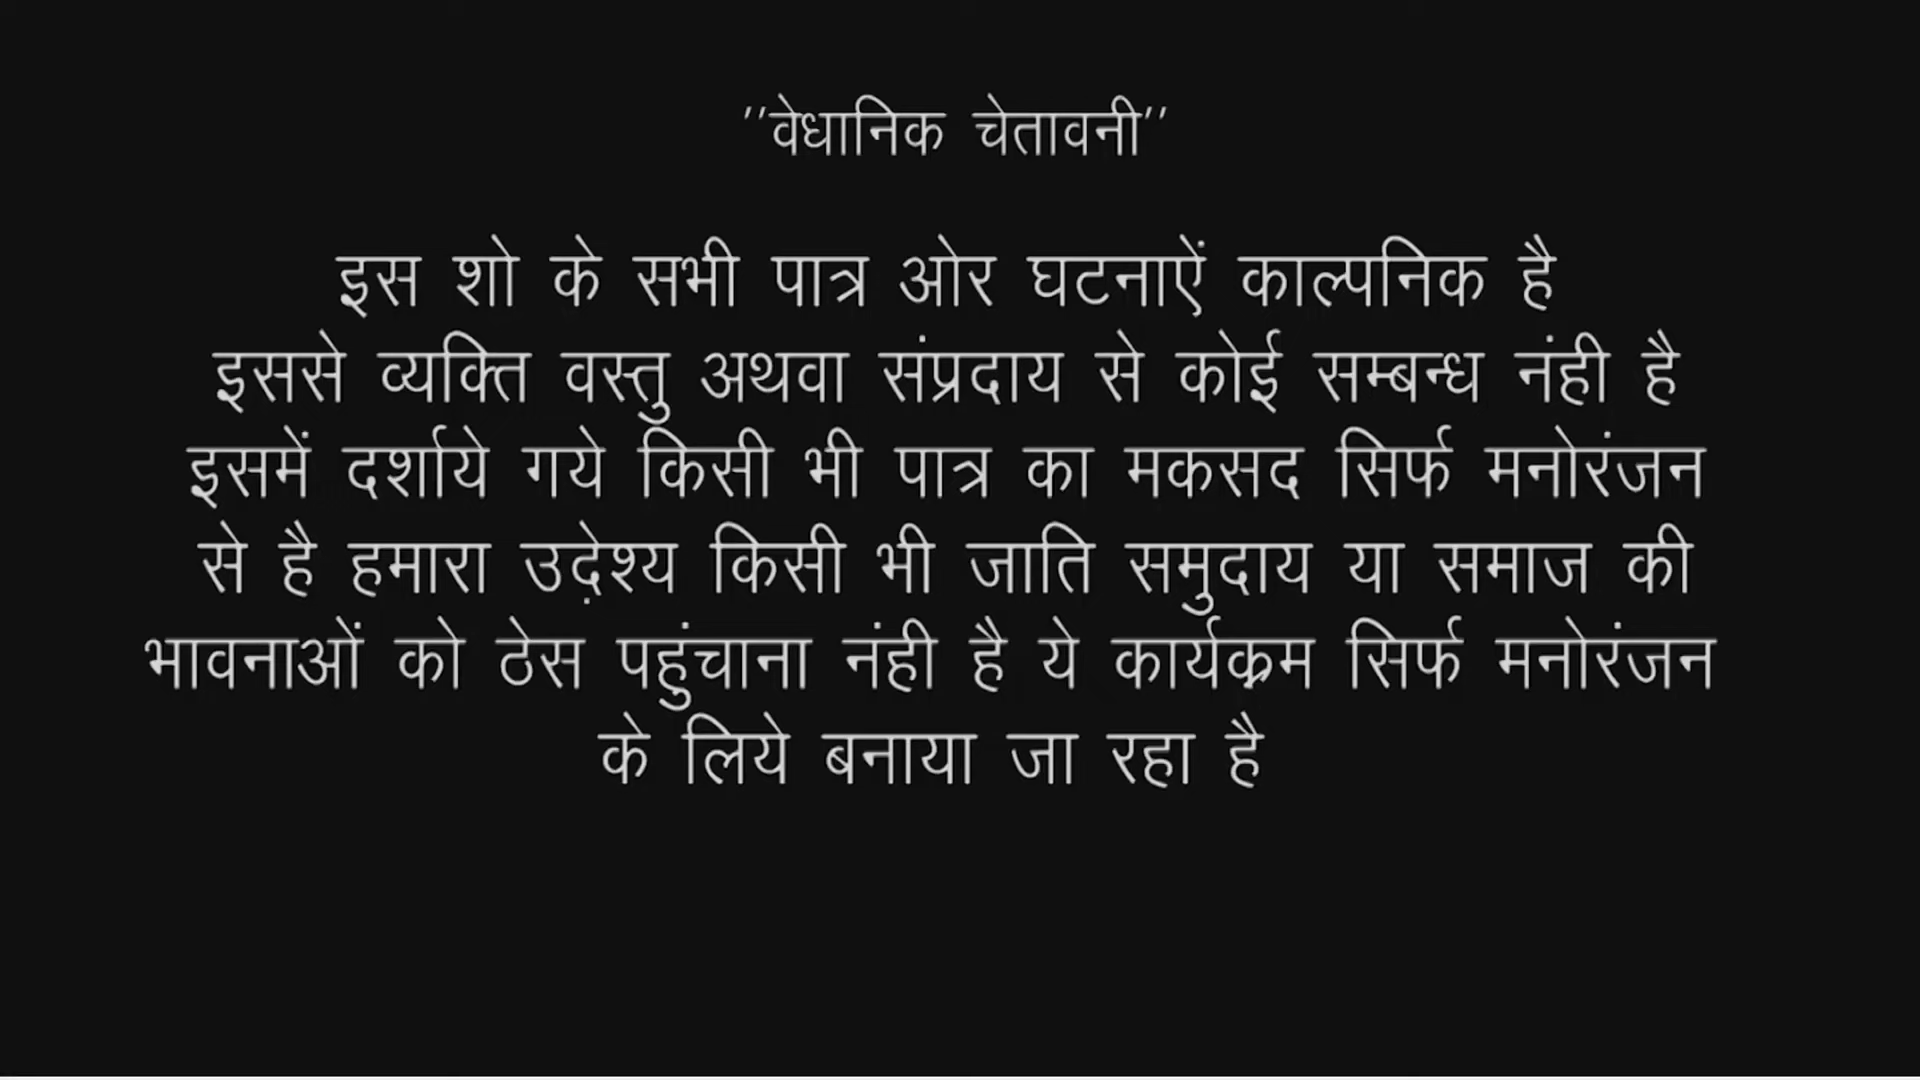 ''वेधानिक चेतावनी''
इस शो के सभी पात्र ओर घटनाऐं काल्पनिक है
इससे व्यक्ति वस्तु अथवा संप्रदाय से कोई सम्बन्ध नंही है
इसमें दर्शाये गये किसी भी पात्र का मकसद सिर्फ मनोरंजन
से है हमारा उद़ेश्य किसी भी जाति समुदाय या समाज की
भावनाओं को ठेस पहुंचाना नंही है ये कार्यक्रम सिर्फ मनोरंजन
के लिये बनाया जा रहा है